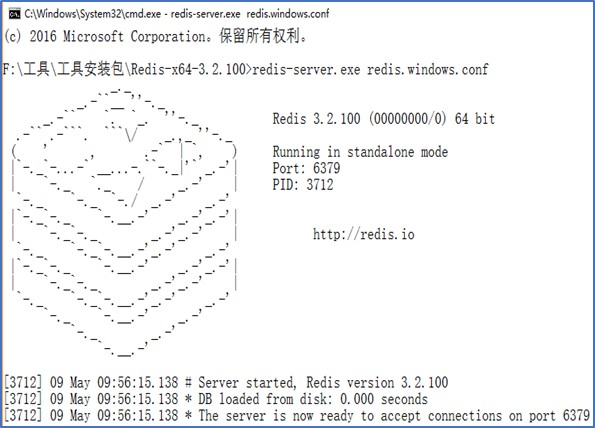 C:\Windows\System32\cmd.exe - redis-server.exe  redis.windows.conf
(c) 2016 Microsoft Corporation。保留所有权利。
F:\工具\工具安装包\Redis-x64-3.2.100>redis-server.exe redis.windows.conf
Redis 3.2.100 (00000000/0) 64 bit
Running in standalone mode
Port: 6379
PID: 3712
http://redis.io
[3712] 09 May 09:56:15.138 # Server started, Redis version 3.2.100
[3712] 09 May 09:56:15.138 * DB loaded from disk: 0.000 seconds
[3712] 09 May 09:56:15.138 * The server is now ready to accept connections on port 6379